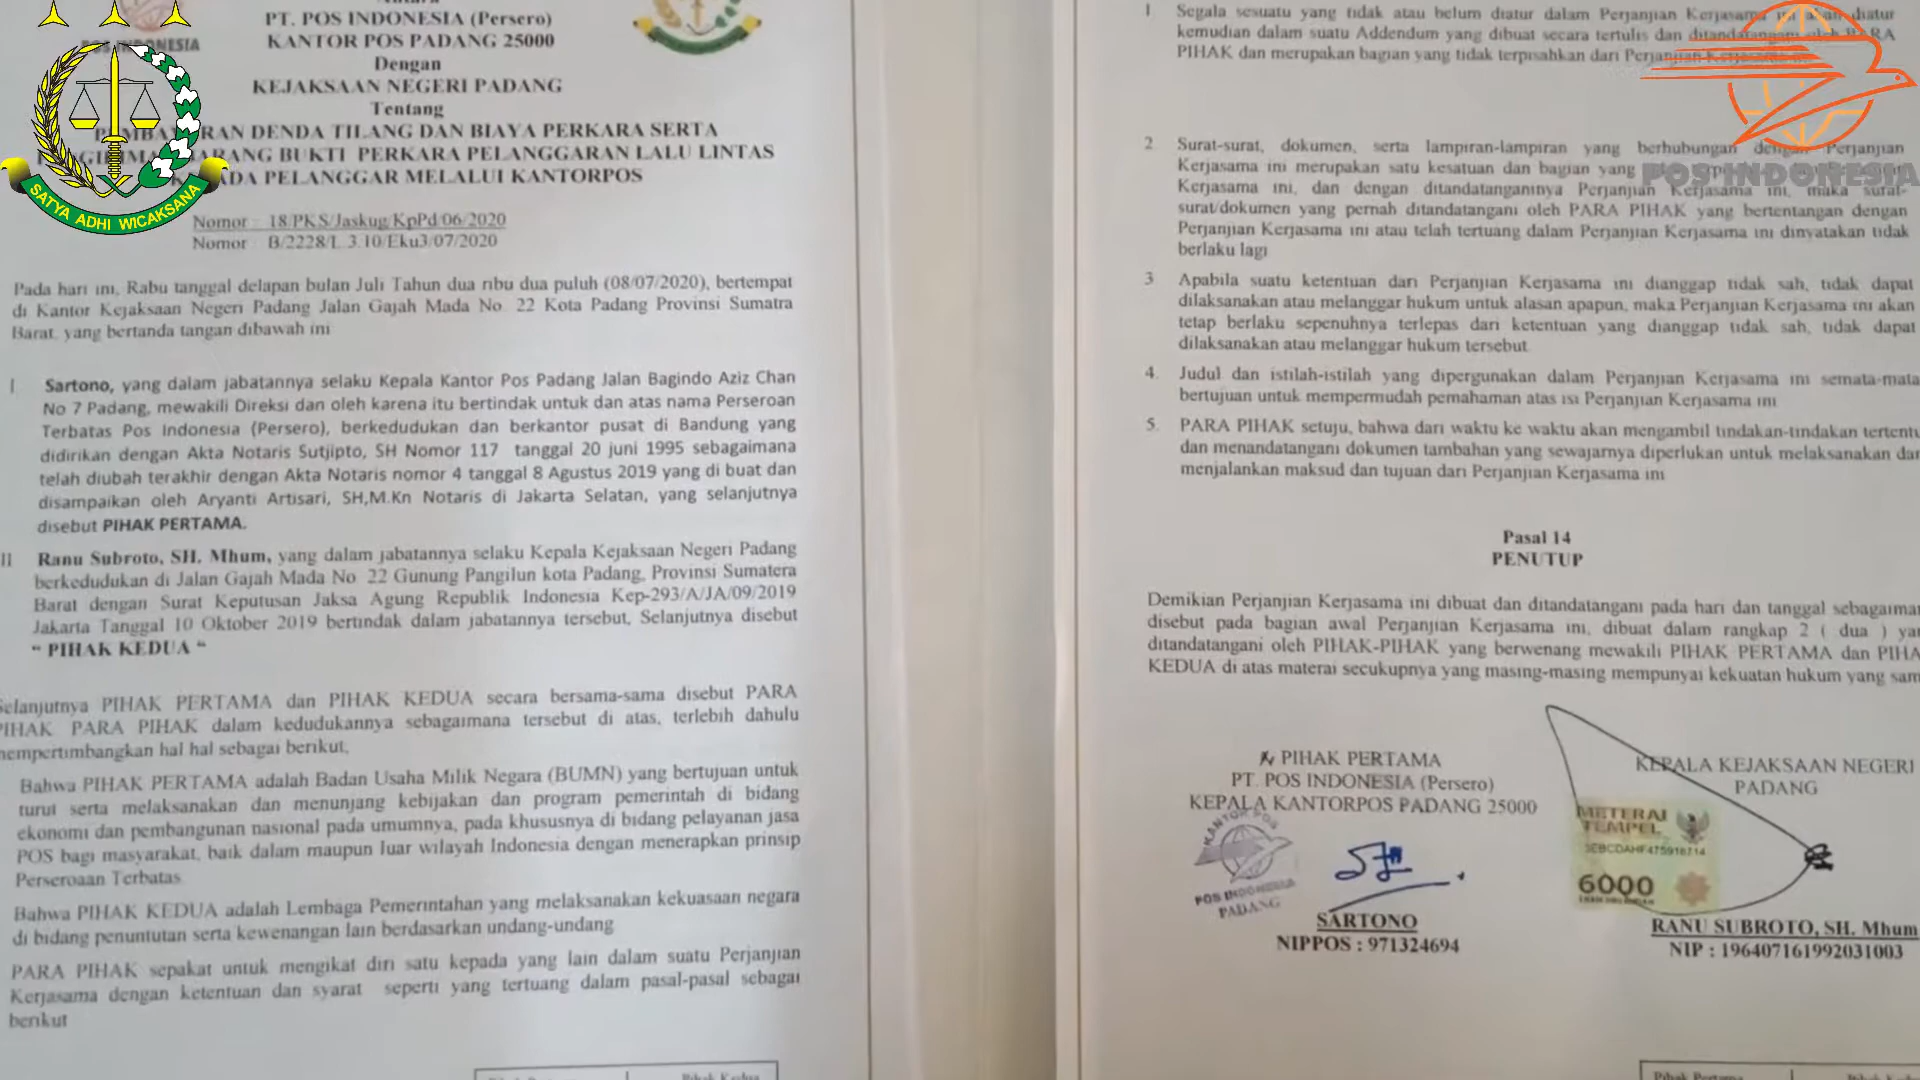 PT. POS INDONESIA (Persero)
KANTOR POS PADANG 25000
Dengan
KEJAKSAAN NEGERI PADANG
Tentang
DENDA TILANG DAN BIAYA PERKARA SERTA
BARANG BUKTI PERKARA PELANGGARAN LALU LINTAS
PELANGGAR MELALUI KANTORPOS
SATYA ADHI WICAKSANA
Nomor : 18/PKS/Jaskug/KpPd/06/2020
Nomor : B/2228/L.3.10/Eku3/07/2020
Pada hari ini, Rabu tanggal delapan bulan Juli Tahun dua ribu dua puluh (08/07/2020), bertempat
di Kantor Kejaksaan Negeri Padang Jalan Gajah Mada No. 22 Kota Padang Provinsi Sumatra
Barat, yang bertanda tangan dibawah ini
I Sartono, yang dalam jabatannya selaku Kepala Kantor Pos Padang Jalan Bagindo Aziz Chan
No 7 Padang, mewakili Direksi dan oleh karena itu bertindak untuk dan atas nama Perseroan
Terbatas Pos Indonesia (Persero), berkedudukan dan berkantor pusat di Bandung yang
didirikan dengan Akta Notaris Sutjipto, SH Nomor 117 tanggal 20 juni 1995 sebagaimana
telah diubah terakhir dengan Akta Notaris nomor 4 tanggal 8 Agustus 2019 yang di buat dan
disampaikan oleh Aryanti Artisari, SH,M.Kn Notaris di Jakarta Selatan, yang selanjutnya
disebut PIHAK PERTAMA.
II Ranu Subroto, SH. Mhum, yang dalam jabatannya selaku Kepala Kejaksaan Negeri Padang
berkedudukan di Jalan Gajah Mada No 22 Gunung Pangilun kota Padang, Provinsi Sumatera
Barat dengan Surat Keputusan Jaksa Agung Republik Indonesia Kep-293/A/JA/09/2019
Jakarta Tanggal 10 Oktober 2019 bertindak dalam jabatannya tersebut, Selanjutnya disebut
“ PIHAK KEDUA “
Selanjutnya PIHAK PERTAMA dan PIHAK KEDUA secara bersama-sama disebut PARA
PIHAK PARA PIHAK dalam kedudukannya sebagaimana tersebut di atas, terlebih dahulu
mempertimbangkan hal hal sebagai berikut,
Bahwa PIHAK PERTAMA adalah Badan Usaha Milik Negara (BUMN) yang bertujuan untuk
turut serta melaksanakan dan menunjang kebijakan dan program pemerintah di bidang
ekonomi dan pembangunan nasional pada umumnya, pada khususnya di bidang pelayanan jasa
POS bagi masyarakat, baik dalam maupun luar wilayah Indonesia dengan menerapkan prinsip
Perseroaan Terbatas
Bahwa PIHAK KEDUA adalah Lembaga Pemerintahan yang melaksanakan kekuasaan negara
di bidang penuntutan serta kewenangan lain berdasarkan undang-undang
PARA PIHAK sepakat untuk mengikat diri satu kepada yang lain dalam suatu Perjanjian
Kerjasama dengan ketentuan dan syarat seperti yang tertuang dalam pasal-pasal sebagai
berikut
1 Segala sesuatu yang tidak atau belum diatur dalam Perjanjian Kerjasama ini akan diatur
kemudian dalam suatu Addendum yang dibuat secara tertulis dan ditandatangani oleh PARA
PIHAK dan merupakan bagian yang tidak terpisahkan dari Perjanjian Kerjasama
POS INDONESIA
2 Surat-surat, dokumen, serta lampiran-lampiran yang berhubungan dengan Perjanjian
Kerjasama ini merupakan satu kesatuan dan bagian yang
Kerjasama ini, dan dengan ditandatanganinya Perjanjian Kerjasama ini, maka surat-
surat/dokumen yang pernah ditandatangani oleh PARA PIHAK yang bertentangan dengan
Perjanjian Kerjasama ini atau telah tertuang dalam Perjanjian Kerjasama ini dinyatakan tidak
berlaku lagi
3 Apabila suatu ketentuan dari Perjanjian Kerjasama ini dianggap tidak sah, tidak dapat
dilaksanakan atau melanggar hukum untuk alasan apapun, maka Perjanjian Kerjasama ini akan
tetap berlaku sepenuhnya terlepas dari ketentuan yang dianggap tidak sah, tidak dapat
dilaksanakan atau melanggar hukum tersebut
4. Judul dan istilah-istilah yang dipergunakan dalam Perjanjian Kerjasama ini semata-mata
bertujuan untuk mempermudah pemahaman atas isi Perjanjian Kerjasama ini
5. PARA PIHAK setuju, bahwa dari waktu ke waktu akan mengambil tindakan-tindakan tertentu
dan menandatangani dokumen tambahan yang sewajarnya diperlukan untuk melaksanakan dan
menjalankan maksud dan tujuan dari Perjanjian Kerjasama ini
Pasal 14
PENUTUP
Demikian Perjanjian Kerjasama ini dibuat dan ditandatangani pada hari dan tanggal sebagaiman
disebut pada bagian awal Perjanjian Kerjasama ini, dibuat dalam rangkap 2 ( dua ) yan
ditandatangani oleh PIHAK-PIHAK yang berwenang mewakili PIHAK PERTAMA dan PIHA
KEDUA di atas materai secukupnya yang masing-masing mempunyai kekuatan hukum yang sam
PIHAK PERTAMA
PT. POS INDONESIA (Persero)
KEPALA KANTORPOS PADANG 25000
KANTOR POS
POS INDONESIA
PADANG
SARTONO
NIPPOS : 971324694
KEPALA KEJAKSAAN NEGERI
PADANG
METERAI
TEMPEL
6000
RANU SUBROTO, SH. Mhum
NIP : 196407161992031003